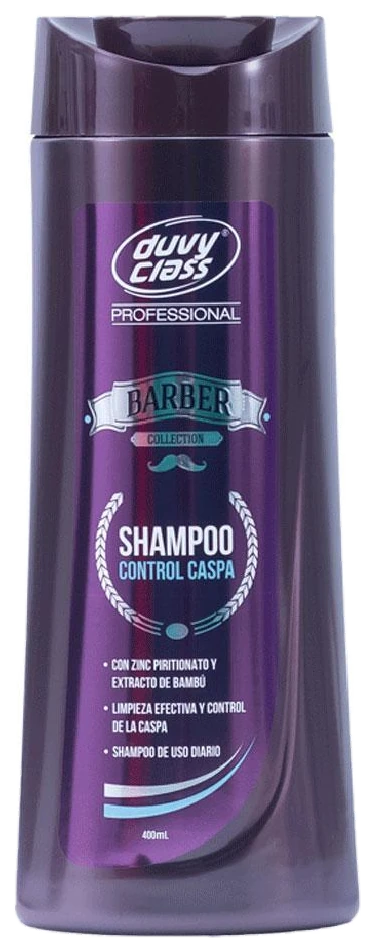 duvy®
class
PROFESSIONAL
BARBER
COLLECTION
SHAMPOO
CONTROL CASPA
• CON ZINC PIRITIONATO Y
EXTRACTO DE BAMBÚ
• LIMPIEZA EFECTIVA Y CONTROL
DE LA CASPA
• SHAMPOO DE USO DIARIO
400mL